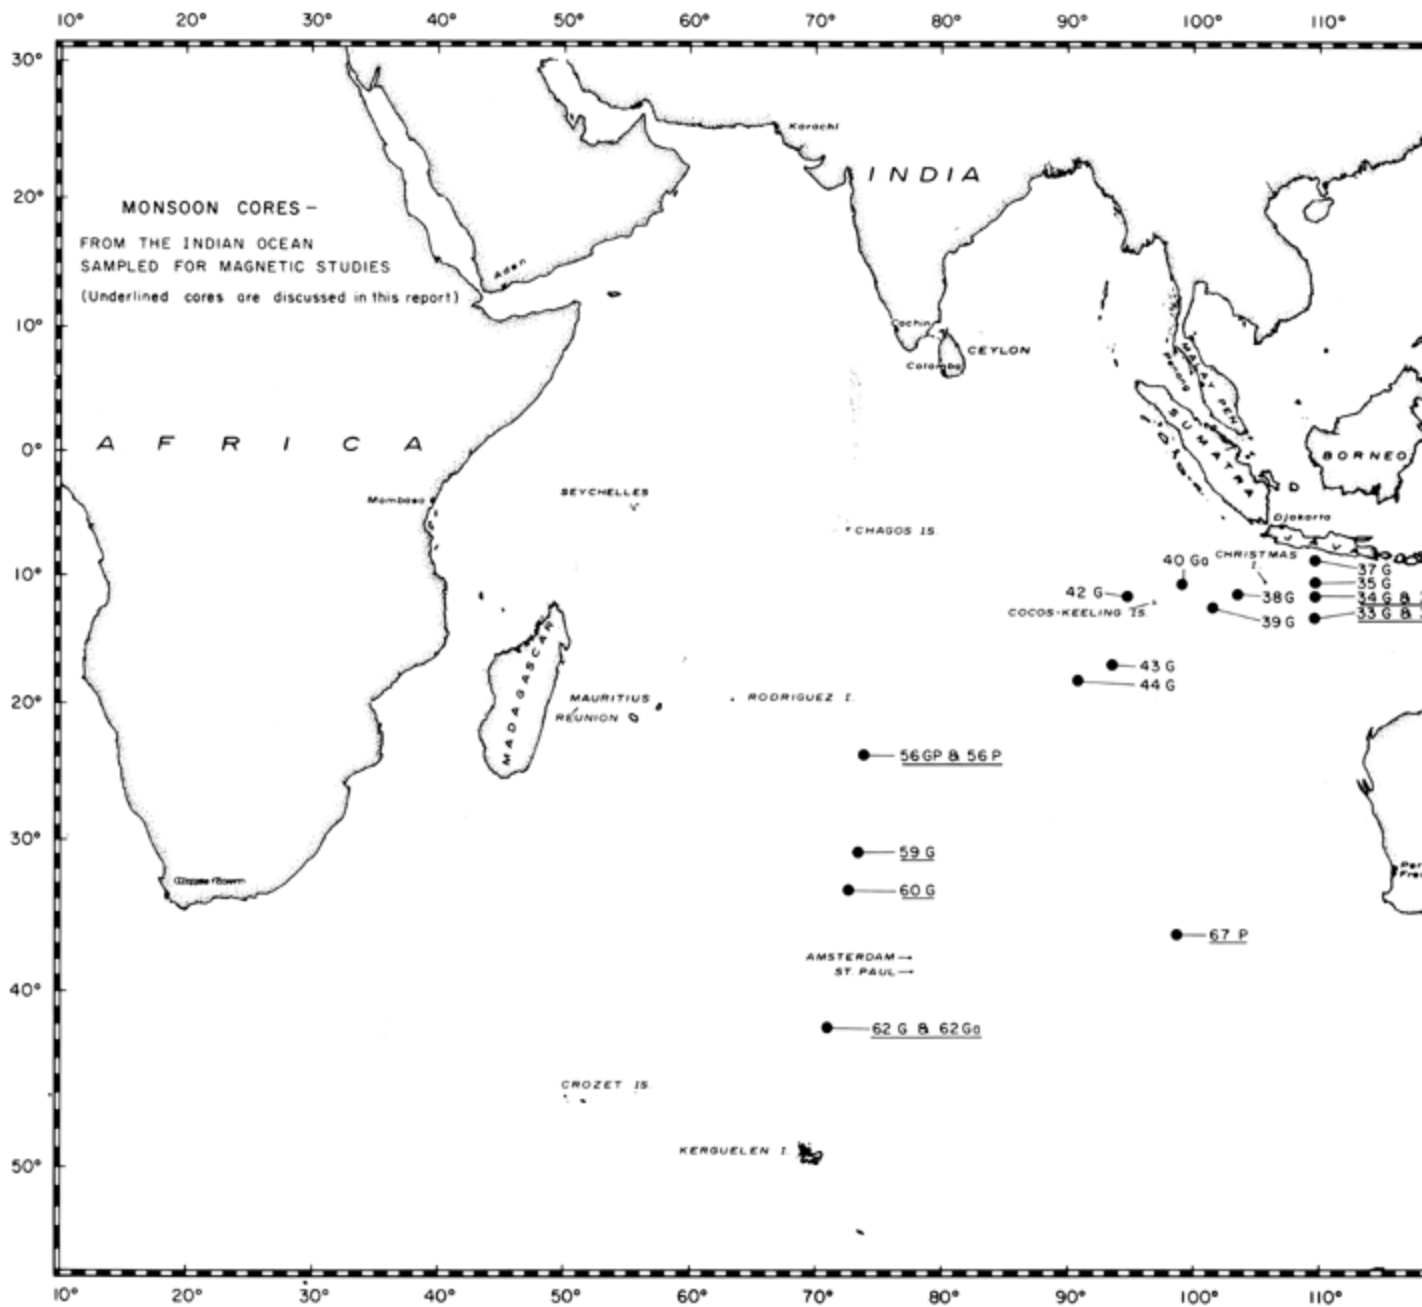 10° 20° 30° 40° 50° 60° 70° 80° 90° 100° 110°
30°
Karachi
INDIA
20°
MONSOON CORES –
FROM THE INDIAN OCEAN
SAMPLED FOR MAGNETIC STUDIES
(Underlined cores are discussed in this report)
Aden
10°
Cochin
CEYLON
Colombo
MALAY PEN.
Penang
SUMATRA
0°
AFRICA
BORNEO
Mombasa
SEYCHELLES
Djakarta
JAVA
CHAGOS IS.
CHRISTMAS
I.
10°
40 Ga
37 G
35 G
42 G
38 G
34 G &
COCOS-KEELING IS.
39 G
33 G &
MADAGASCAR
43 G
44 G
20°
MAURITIUS
RODRIGUEZ I.
REUNION
56 GP & 56 P
30°
59 G
60 G
67 P
AMSTERDAM
ST. PAUL
40°
62 G & 62 Ga
CROZET IS.
KERGUELEN I.
50°
10° 20° 30° 40° 50° 60° 70° 80° 90° 100° 110°